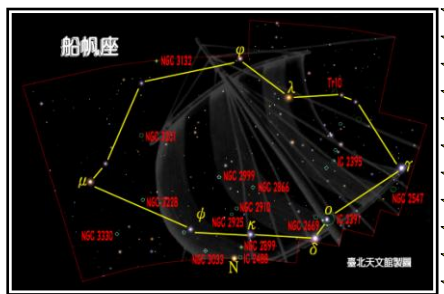 船帆座
φ
NGC 3132
λ
Tr10
NGC 3201
IC 2395
γ
NGC 2999
μ
NGC 2866
NGC 2547
NGC 3228
NGC 2910
ο
IC 2391
NGC 2925
NGC 2669
κ
NGC 3330
δ
NGC 2899
NGC 3033
N
IC 2488
臺北天文館製圖